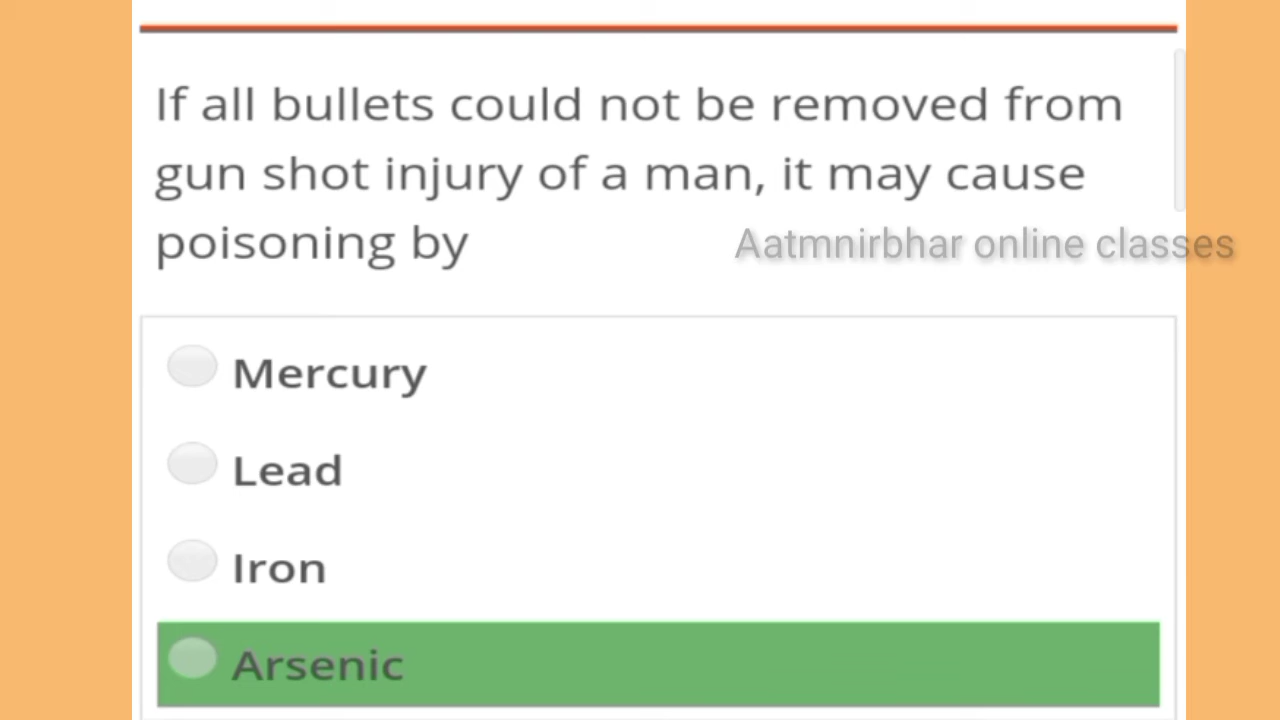 If all bullets could not be removed from
gun shot injury of a man, it may cause
poisoning by
Aatmnirbhar online classes
Mercury
Lead
Iron
Arsenic